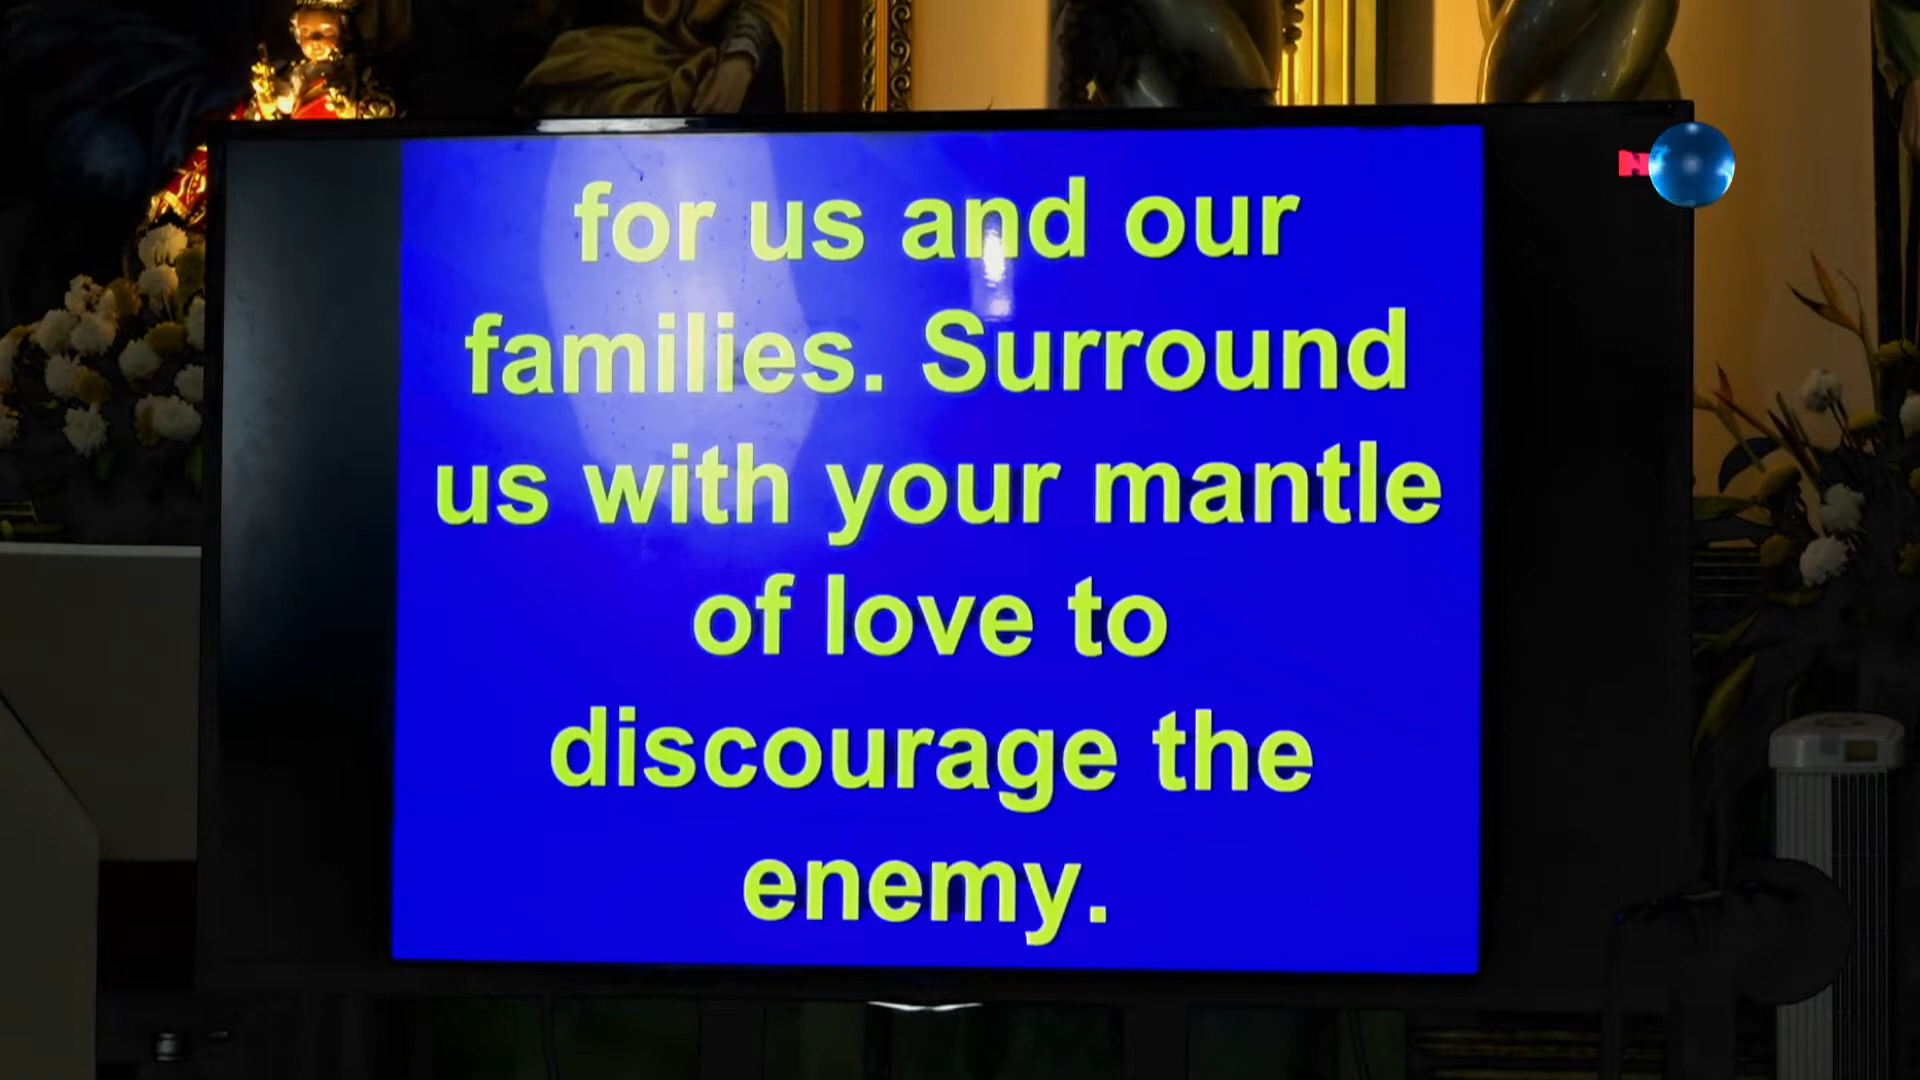 for us and our
families. Surround
us with your mantle
of love to
discourage the
enemy.